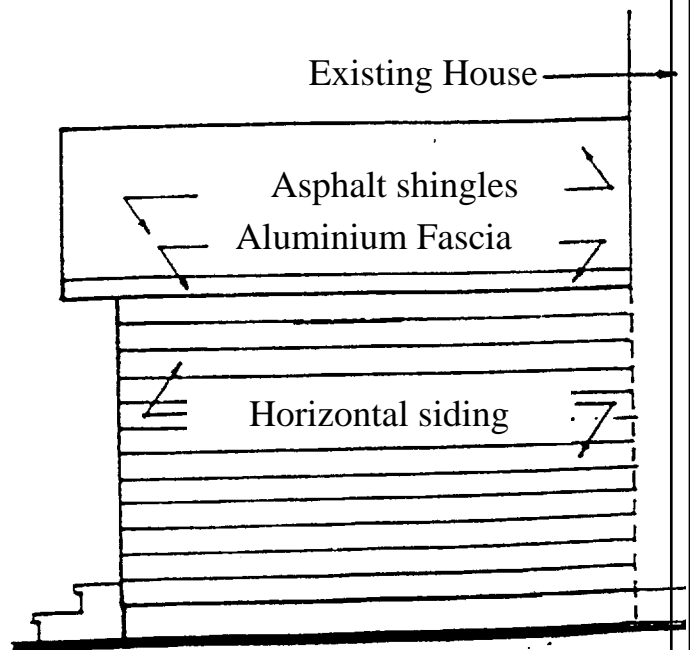 Existing House
Asphalt shingles
Aluminium Fascia
Horizontal siding